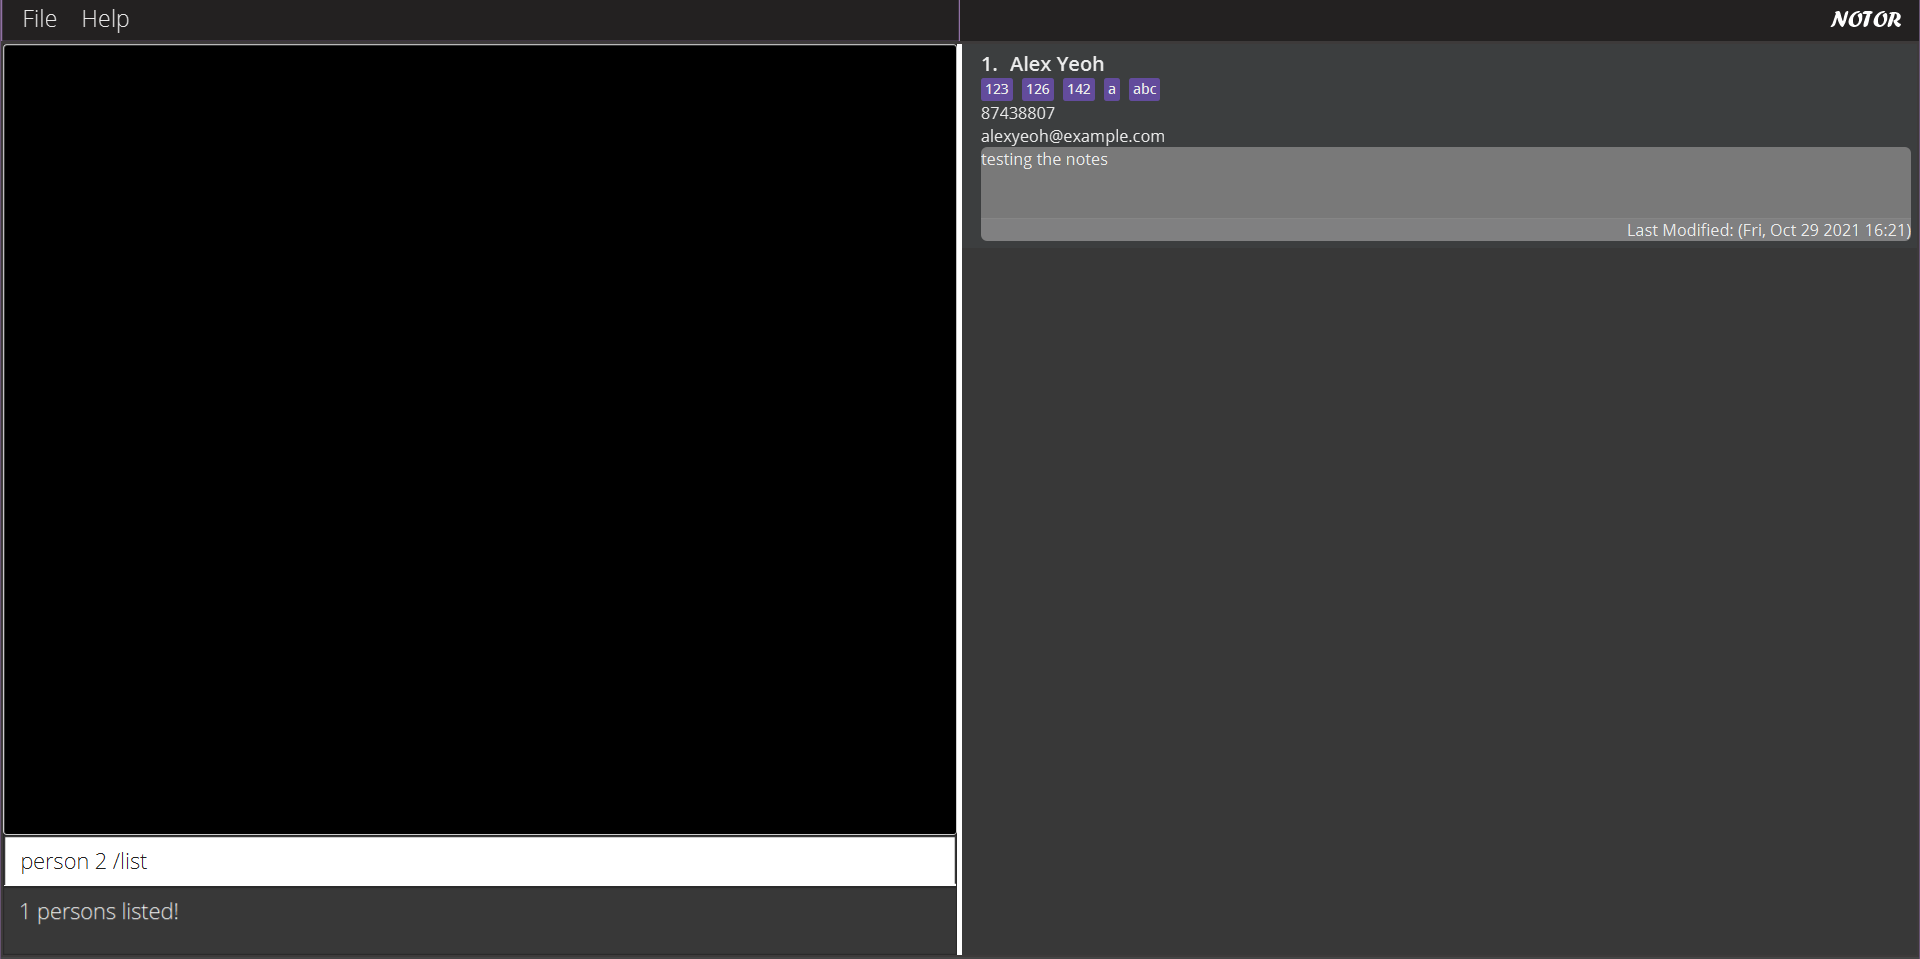 File Help
NOTOR
1. Alex Yeoh
123 126 142 a abc
87438807
alexyeoh@example.com
testing the notes
Last Modified: (Fri, Oct 29 2021 16:21)
person 2 /list
1 persons listed!